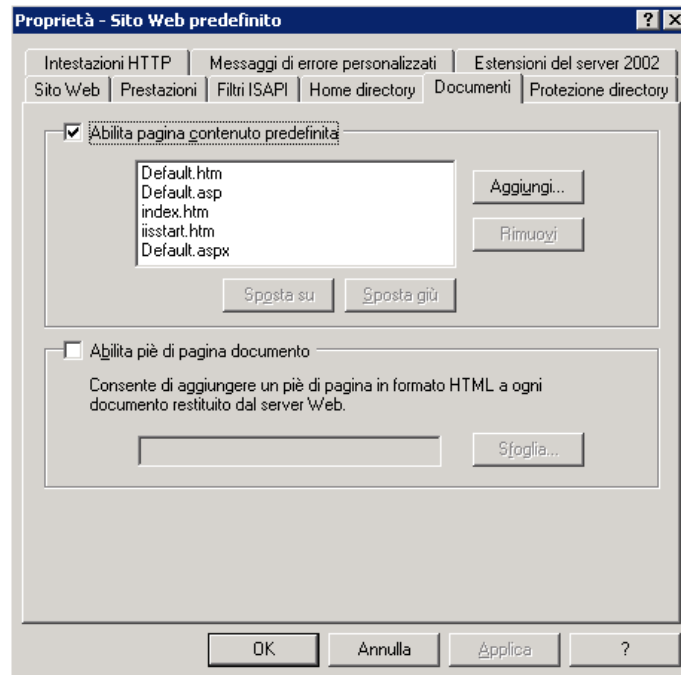 Proprietà - Sito Web predefinito
Intestazioni HTTP Messaggi di errore personalizzati Estensioni del server 2002
Sito Web Prestazioni Filtri ISAPI Home directory Documenti Protezione directory
Abilita pagina contenuto predefinita
Default.htm
Default.asp
index.htm
iisstart.htm
Default.aspx
Aggiungi...
Rimuovi
Sposta su Sposta giù
Abilita piè di pagina documento
Consente di aggiungere un piè di pagina in formato HTML a ogni
documento restituito dal server Web.
Sfoglia...
OK Annulla Applica ?